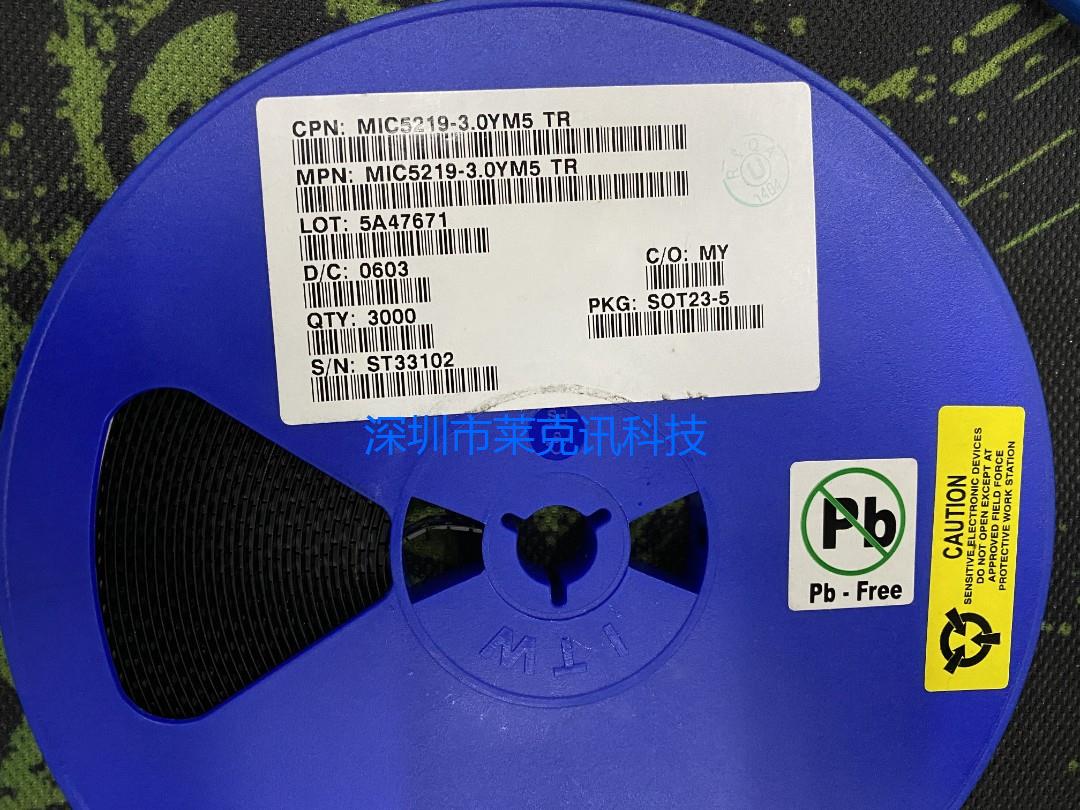 CPN: MIC5219-3.0YM5 TR
MPN: MIC5219-3.0YM5 TR
LOT: 5A47671
D/C: 0603
C/O: MY
QTY: 3000
PKG: SOT23-5
S/N: ST33102
深圳市莱克讯科技
Pb
Pb - Free
CAUTION
SENSITIVE ELECTRONIC DEVICES
DO NOT OPEN EXCEPT AT
APPROVED FIELD FORCE
PROTECTIVE WORK STATION
ITW